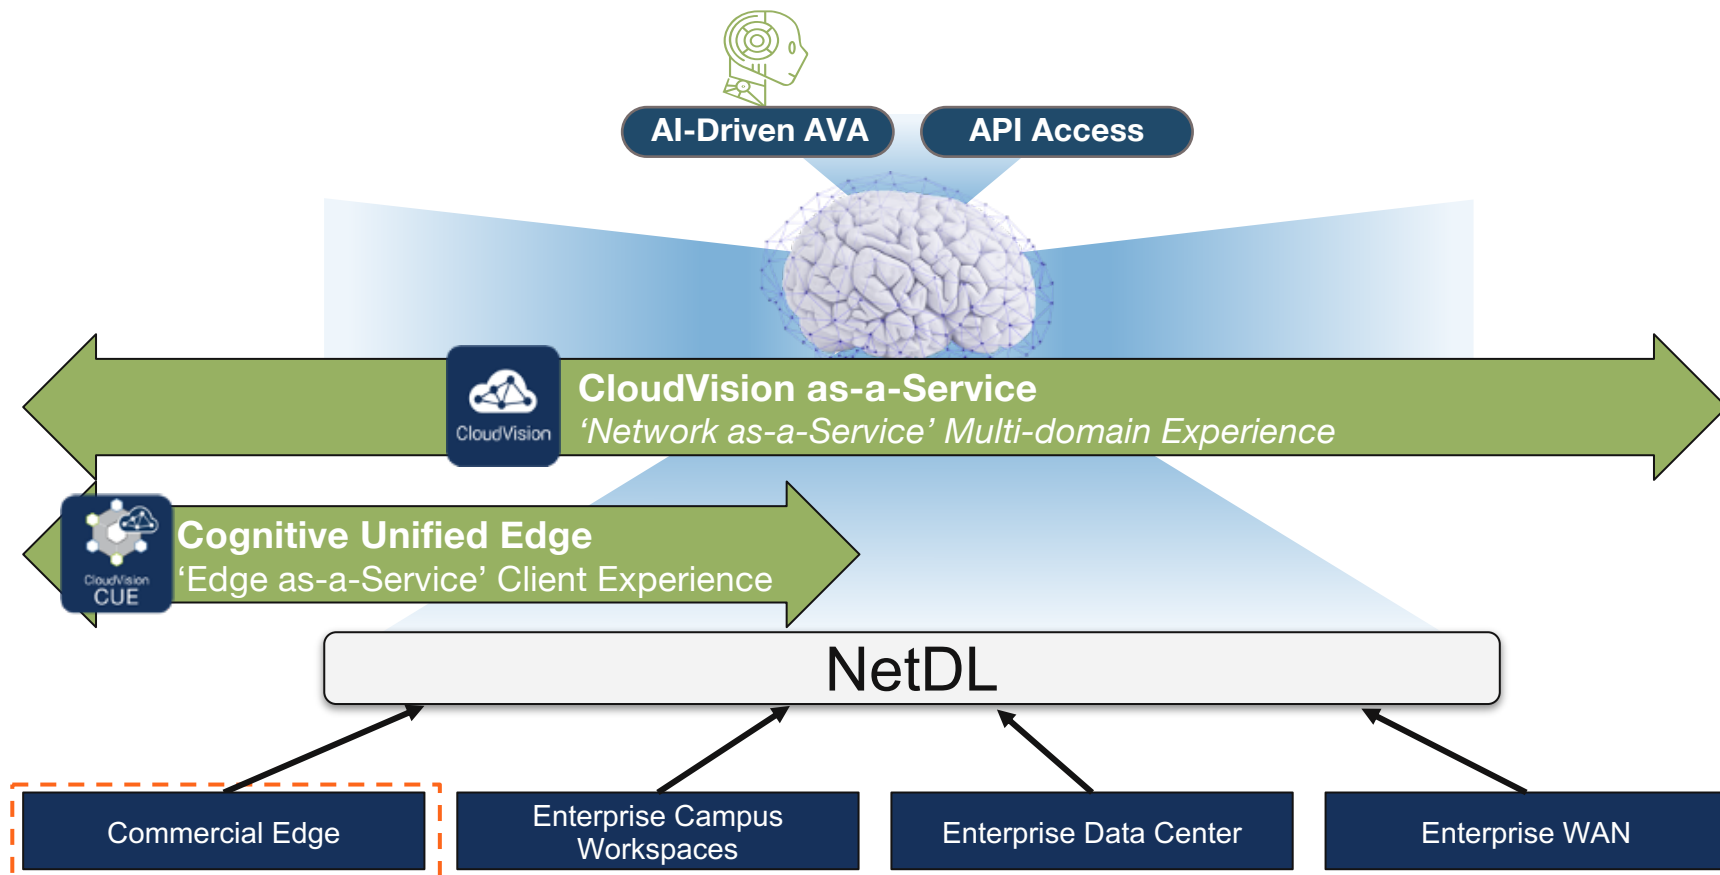 AI-Driven AVA
API Access
CloudVision
CloudVision as-a-Service
‘Network as-a-Service’ Multi-domain Experience
CloudVision
CUE
Cognitive Unified Edge
‘Edge as-a-Service’ Client Experience
NetDL
Commercial Edge
Enterprise Campus
Workspaces
Enterprise Data Center
Enterprise WAN